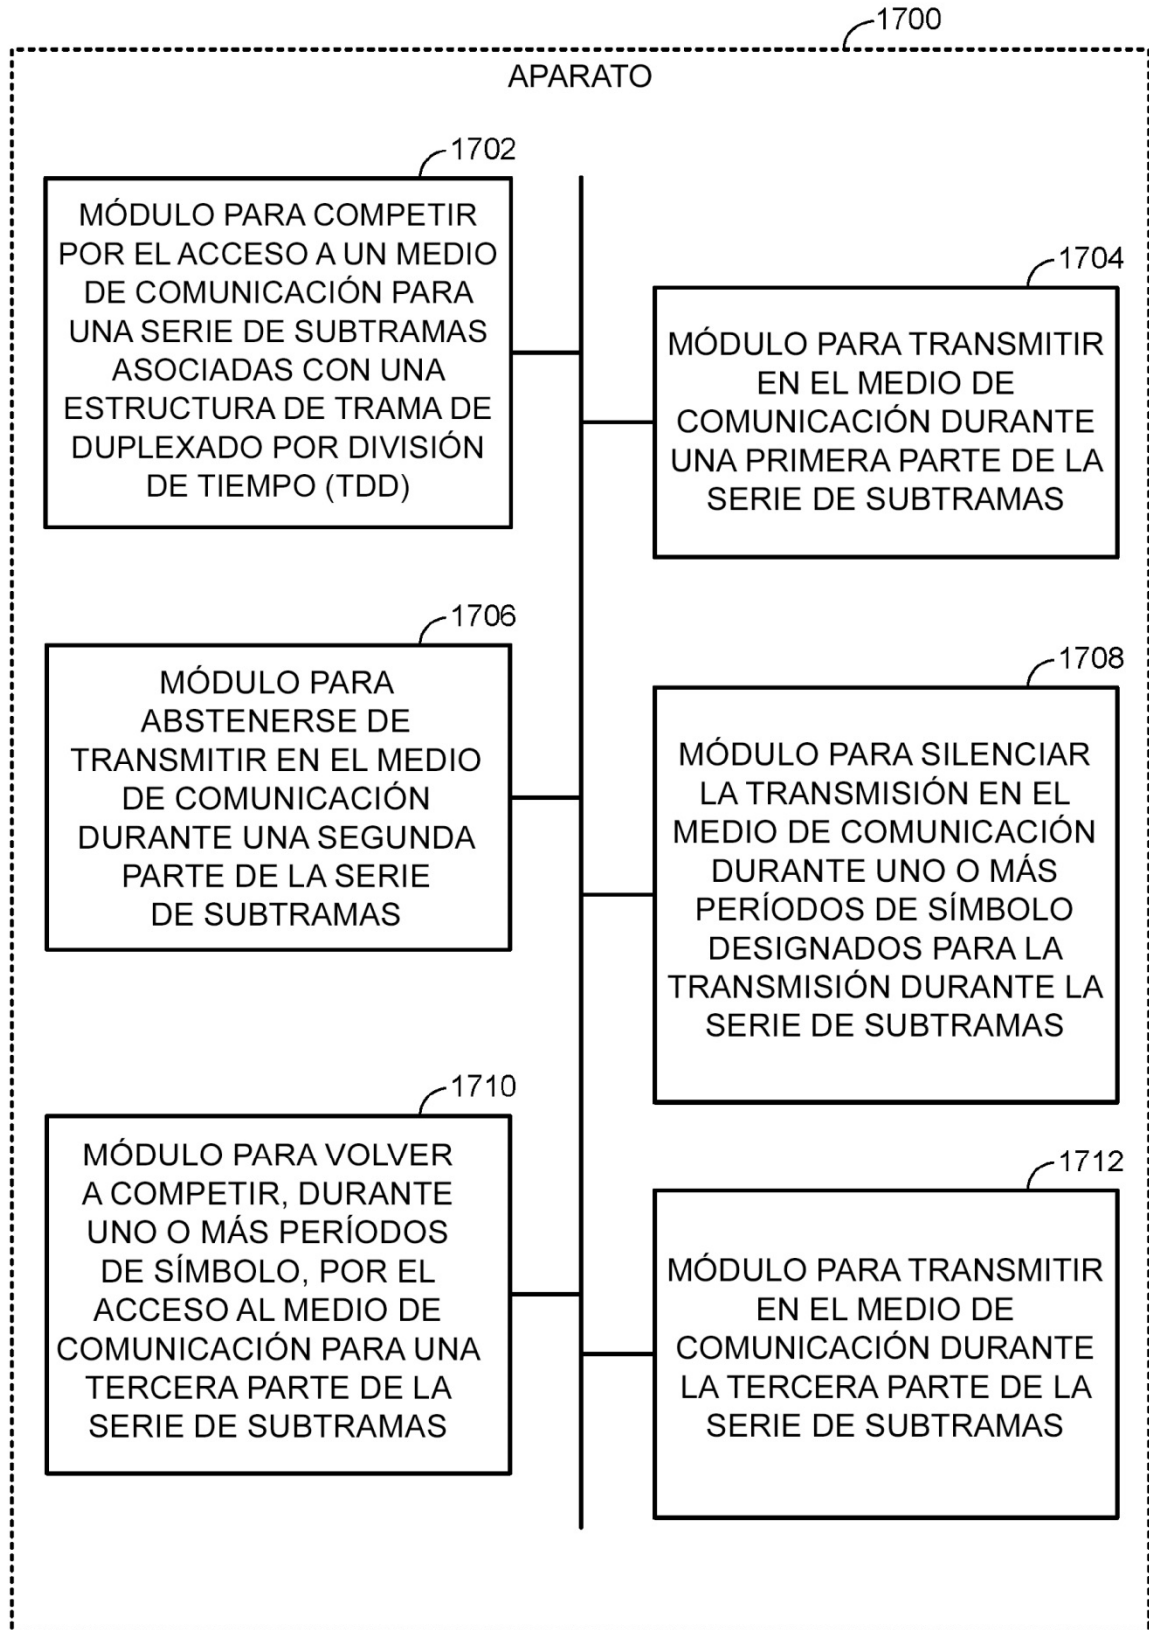 1700
APARATO
1702
MÓDULO PARA COMPETIR
POR EL ACCESO A UN MEDIO
DE COMUNICACIÓN PARA
UNA SERIE DE SUBTRAMAS
ASOCIADAS CON UNA
ESTRUCTURA DE TRAMA DE
DUPLEXADO POR DIVISIÓN
DE TIEMPO (TDD)
1704
MÓDULO PARA TRANSMITIR
EN EL MEDIO DE
COMUNICACIÓN DURANTE
UNA PRIMERA PARTE DE LA
SERIE DE SUBTRAMAS
1706
MÓDULO PARA
ABSTENERSE DE
TRANSMITIR EN EL MEDIO
DE COMUNICACIÓN
DURANTE UNA SEGUNDA
PARTE DE LA SERIE
DE SUBTRAMAS
1708
MÓDULO PARA SILENCIAR
LA TRANSMISIÓN EN EL
MEDIO DE COMUNICACIÓN
DURANTE UNO O MÁS
PERÍODOS DE SÍMBOLO
DESIGNADOS PARA LA
TRANSMISIÓN DURANTE LA
SERIE DE SUBTRAMAS
1710
MÓDULO PARA VOLVER
A COMPETIR, DURANTE
UNO O MÁS PERÍODOS
DE SÍMBOLO, POR EL
ACCESO AL MEDIO DE
COMUNICACIÓN PARA UNA
TERCERA PARTE DE LA
SERIE DE SUBTRAMAS
1712
MÓDULO PARA TRANSMITIR
EN EL MEDIO DE
COMUNICACIÓN DURANTE
LA TERCERA PARTE DE LA
SERIE DE SUBTRAMAS